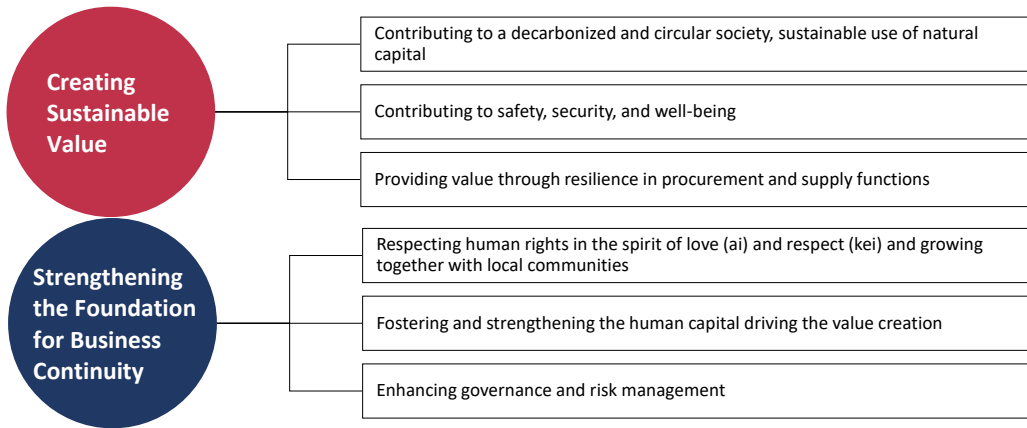 Creating
Sustainable
Value
Contributing to a decarbonized and circular society, sustainable use of natural
capital
Contributing to safety, security, and well-being
Providing value through resilience in procurement and supply functions
Strengthening
the Foundation
for Business
Continuity
Respecting human rights in the spirit of love (ai) and respect (kei) and growing
together with local communities
Fostering and strengthening the human capital driving the value creation
Enhancing governance and risk management